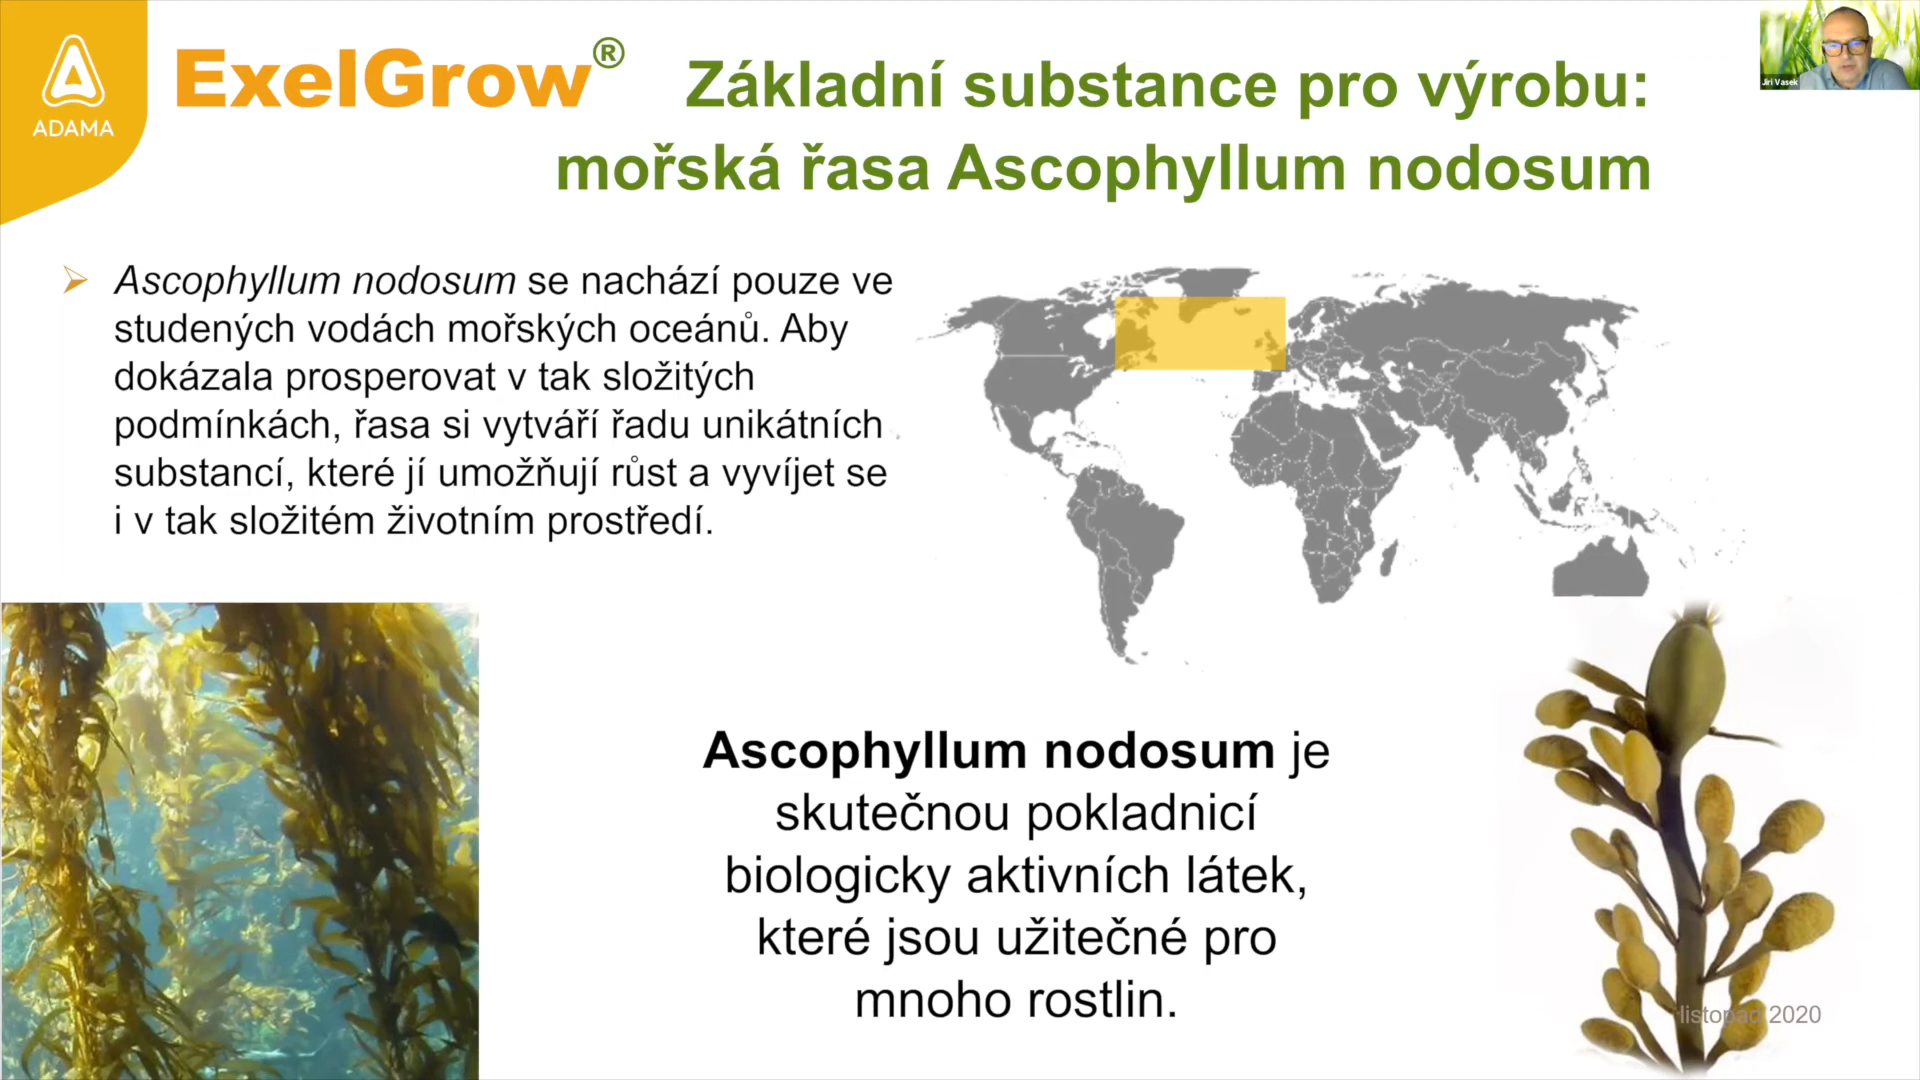 ADAMA
ExelGrow®
Základní substance pro výrobu:
mořská řasa Ascophyllum nodosum
Jiri Vasek
Ascophyllum nodosum se nachází pouze ve
studených vodách mořských oceánů. Aby
dokázala prosperovat v tak složitých
podmínkách, řasa si vytváří řadu unikátních
substancí, které jí umožňují růst a vyvíjet se
i v tak složitém životním prostředí.
Ascophyllum nodosum je
skutečnou pokladnicí
biologicky aktivních látek,
které jsou užitečné pro
mnoho rostlin.
listopad 2020